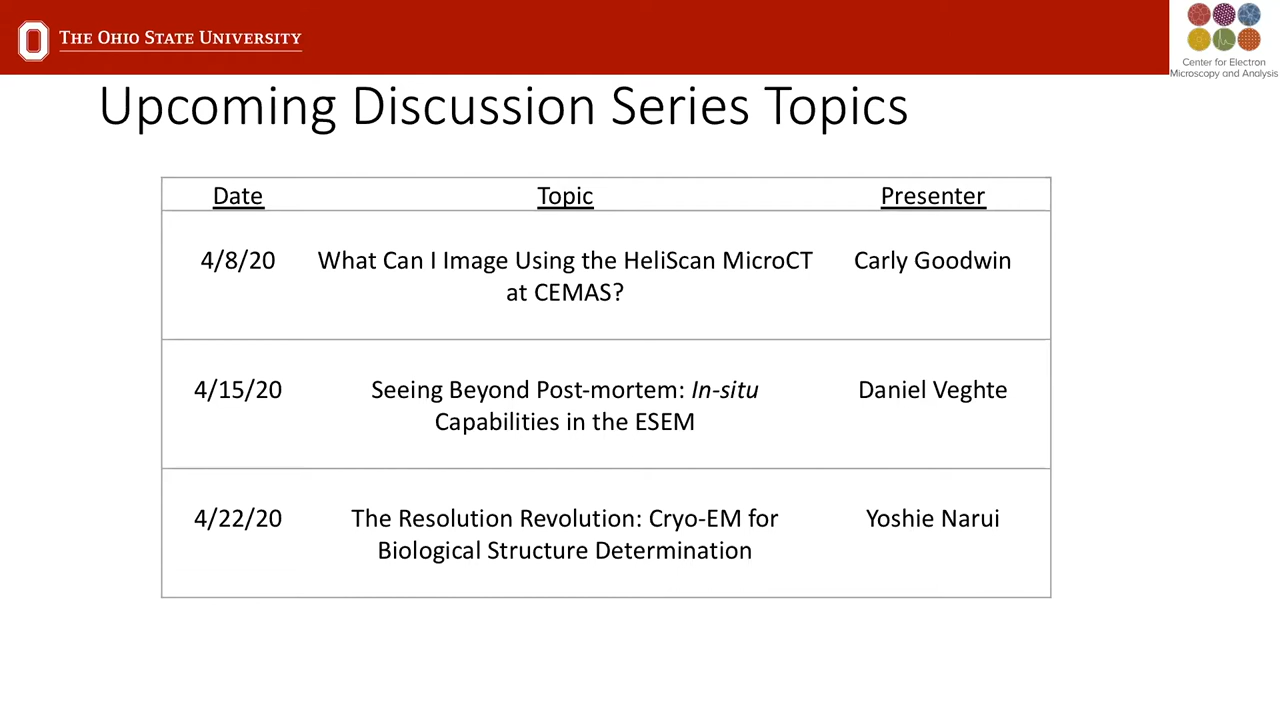 THE OHIO STATE UNIVERSITY
Center for Electron
Microscopy and Analysis
Upcoming Discussion Series Topics
Date Topic Presenter
4/8/20 What Can I Image Using the HeliScan MicroCT Carly Goodwin
at CEMAS?
4/15/20 Seeing Beyond Post-mortem: In-situ Daniel Veghte
Capabilities in the ESEM
4/22/20 The Resolution Revolution: Cryo-EM for Yoshie Narui
Biological Structure Determination